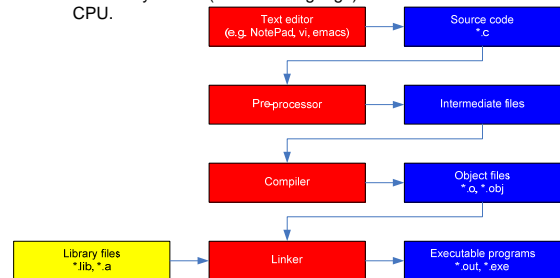 CPU.
Text editor
(e.g. NotePad, vi, emacs)
Source code
*.c
Pre-processor
Intermediate files
Compiler
Object files
*.o, *.obj
Library files
*.lib, *.a
Linker
Executable programs
*.out, *.exe